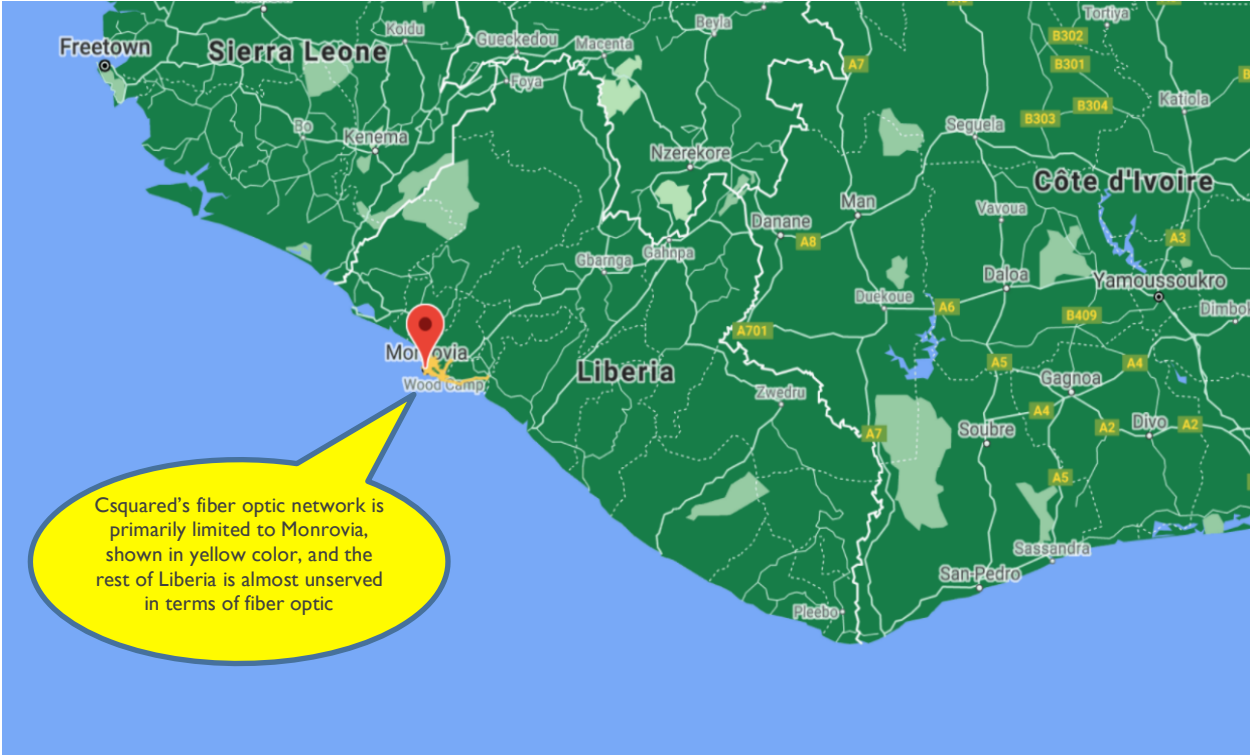 Tortiya
Koidu
Beyla
Freetown
Sierra Leone
Gueckedou
Macenta
B302
A7
B301
Foya
Katiola
B304
Bo
Kenema
B303
Seguela
Nzerekore
Côte d'Ivoire
Man
Vavoua
Danane
A8
A3
Gahnpa
Gbarnga
Daloa
Yamoussoukro
Duekoue
A6
Dimbok
A701
B409
Monrovia
Liberia
A5
A4
Wood Camp
Gagnoa
Zwedru
A4
A7
Soubre
A2
Divo
A2
A5
Csquared’s fiber optic network is
primarily limited to Monrovia,
shown in yellow color, and the
rest of Liberia is almost unserved
in terms of fiber optic
Sassandra
San-Pedro
Pleebo